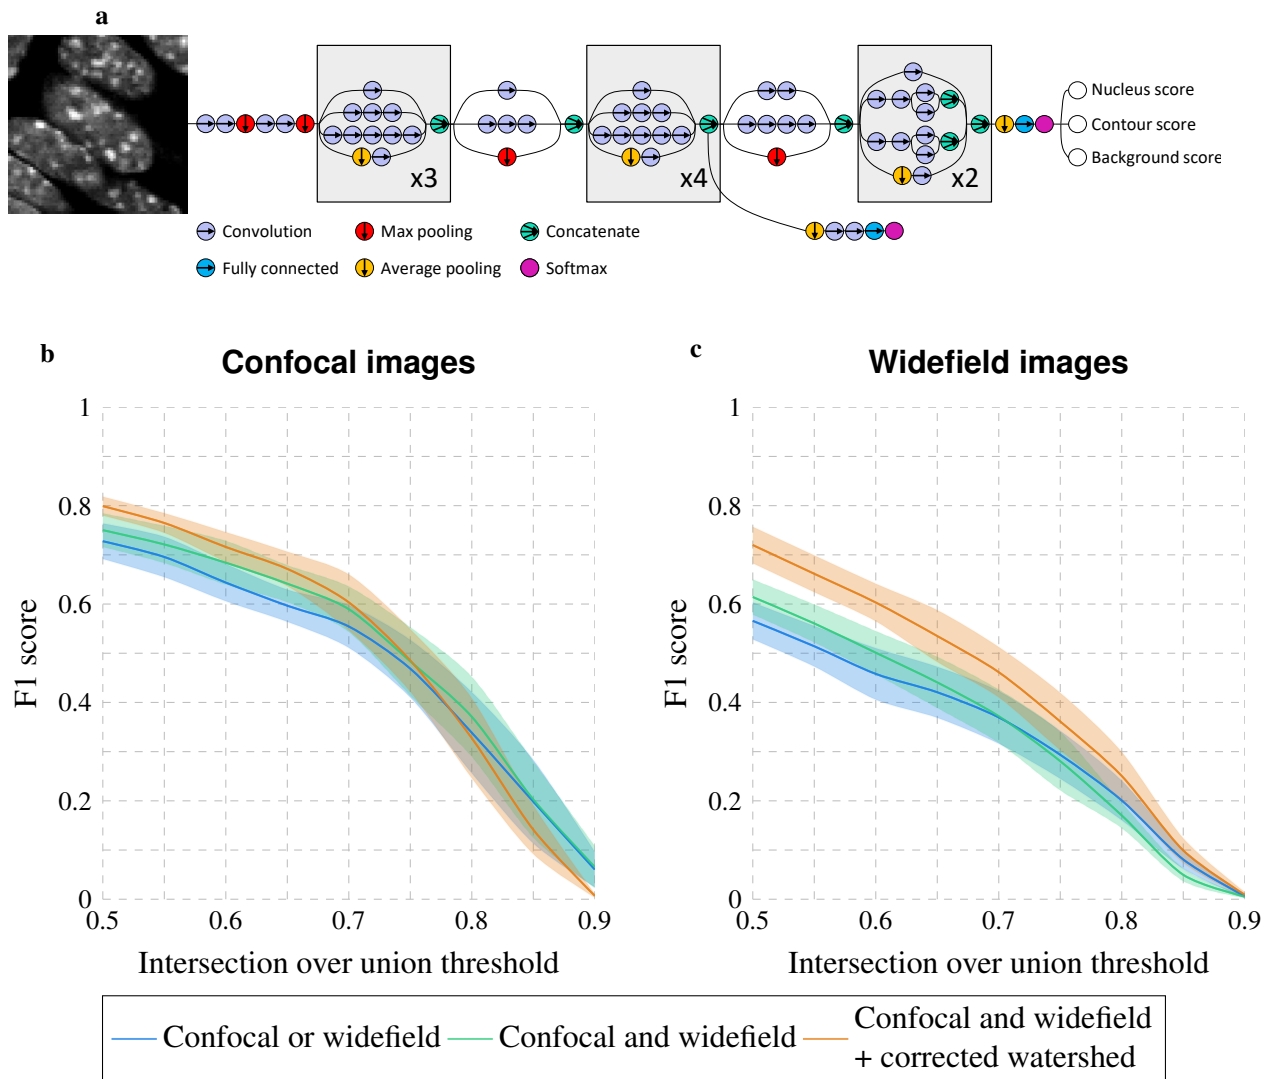 a
Nucleus score
Contour score
Background score
x3
x4
x2
Convolution
Max pooling
Concatenate
Fully connected
Average pooling
Softmax
b
Confocal images
1
0.8
0.6
0.4
0.2
0
F1 score
0.5
0.6
0.7
0.8
0.9
Intersection over union threshold
c
Widefield images
1
0.8
0.6
0.4
0.2
0
F1 score
0.5
0.6
0.7
0.8
0.9
Intersection over union threshold
Confocal or widefield
Confocal and widefield
Confocal and widefield
+ corrected watershed